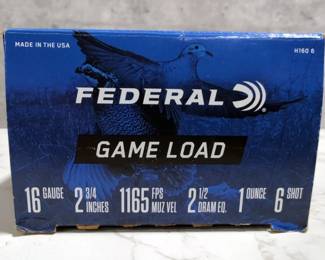 MADE IN THE USA
H160 6
FEDERAL
GAME LOAD
16 GAUGE
2 3/4 INCHES
1165 FPS MUZ VEL
2 1/2 DRAM EQ.
1 OUNCE
6 SHOT